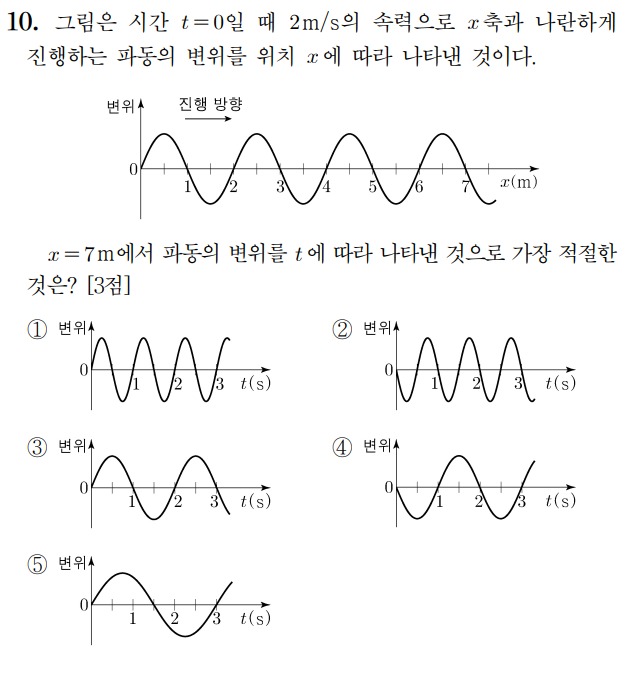 10. 그림은 시간 t=0일 때 2m/s의 속력으로 x축과 나란하게
진행하는 파동의 변위를 위치 x에 따라 나타낸 것이다.
변위 진행 방향
0 1 2 3 4 5 6 7 x(m)
x=7m에서 파동의 변위를 t에 따라 나타낸 것으로 가장 적절한
것은? [3점]
① 변위 0 1 2 3 t(s)
② 변위 0 1 2 3 t(s)
③ 변위 0 1 2 3 t(s)
④ 변위 0 1 2 3 t(s)
⑤ 변위 0 1 2 3 t(s)